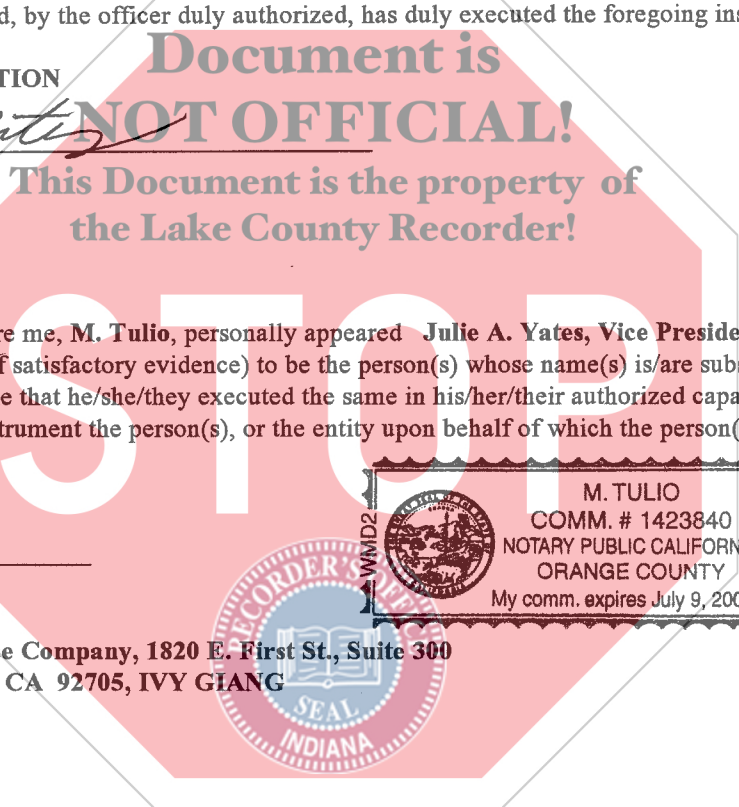 d, by the officer duly authorized, has duly executed the foregoing ins
Document is
TION
NOT OFFICIAL!
This Document is the property of
the Lake County Recorder!
STOP
re me, M. Tulio, personally appeared Julie A. Yates, Vice Preside
f satisfactory evidence) to be the person(s) whose name(s) is/are subs
e that he/she/they executed the same in his/her/their authorized capa
trument the person(s), or the entity upon behalf of which the person(
WMD2
M. TULIO
COMM. # 1423840
NOTARY PUBLIC CALIFORN
ORANGE COUNTY
My comm. expires July 9, 200
RECORDER'S OFFICE
SEAL
INDIANA
e Company, 1820 E. First St., Suite 300
CA 92705, IVY GIANG